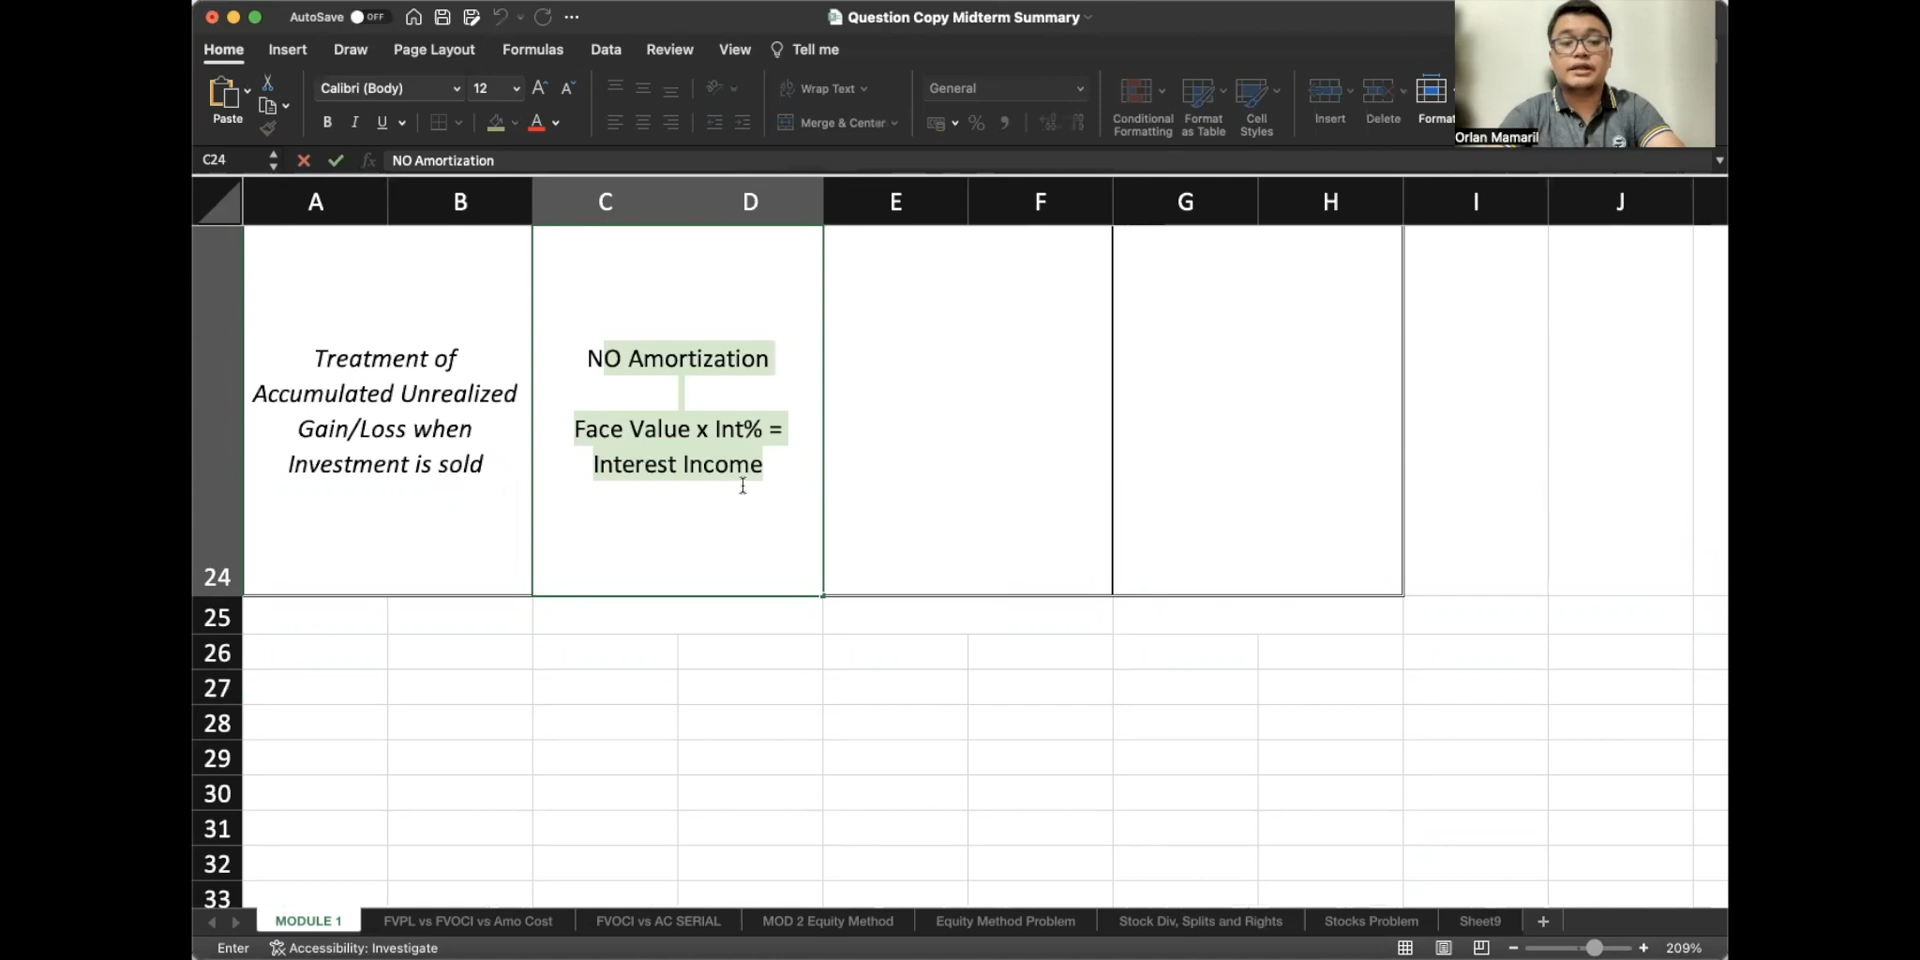 AutoSave OFF
Question Copy Midterm Summary
Home Insert Draw Page Layout Formulas Data Review View Tell me
Paste
Calibri (Body) 12
B I U
Wrap Text
Merge & Center
General
Conditional Formatting
Format as Table
Cell Styles
Insert Delete Format
Orlan Mamaril
C24 fx NO Amortization
A B C D E F G H I J
Treatment of
Accumulated Unrealized
Gain/Loss when
Investment is sold
NO Amortization
Face Value x Int% =
Interest Income
24
25
26
27
28
29
30
31
32
33
MODULE 1 FVPL vs FVOCI vs Amo Cost FVOCI vs AC SERIAL MOD 2 Equity Method Equity Method Problem Stock Div, Splits and Rights Stocks Problem Sheet9 +
Enter Accessibility: Investigate 209%